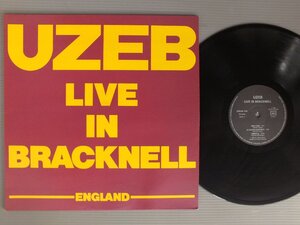 UZEB
LIVE
IN
BRACKNELL
ENGLAND
UZEB
LIVE IN BRACKNELL